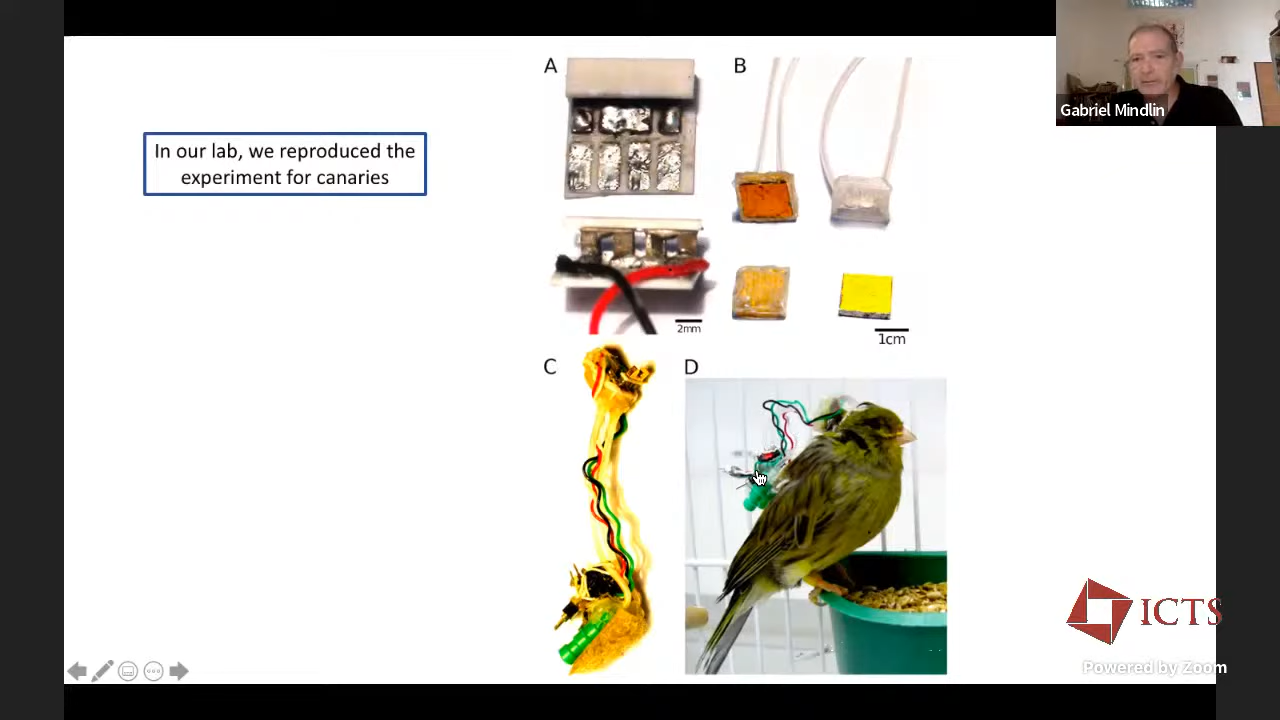 Gabriel Mindlin
In our lab, we reproduced the
experiment for canaries
A
B
2mm
1cm
C
D
ICTS
Powered by Zoom